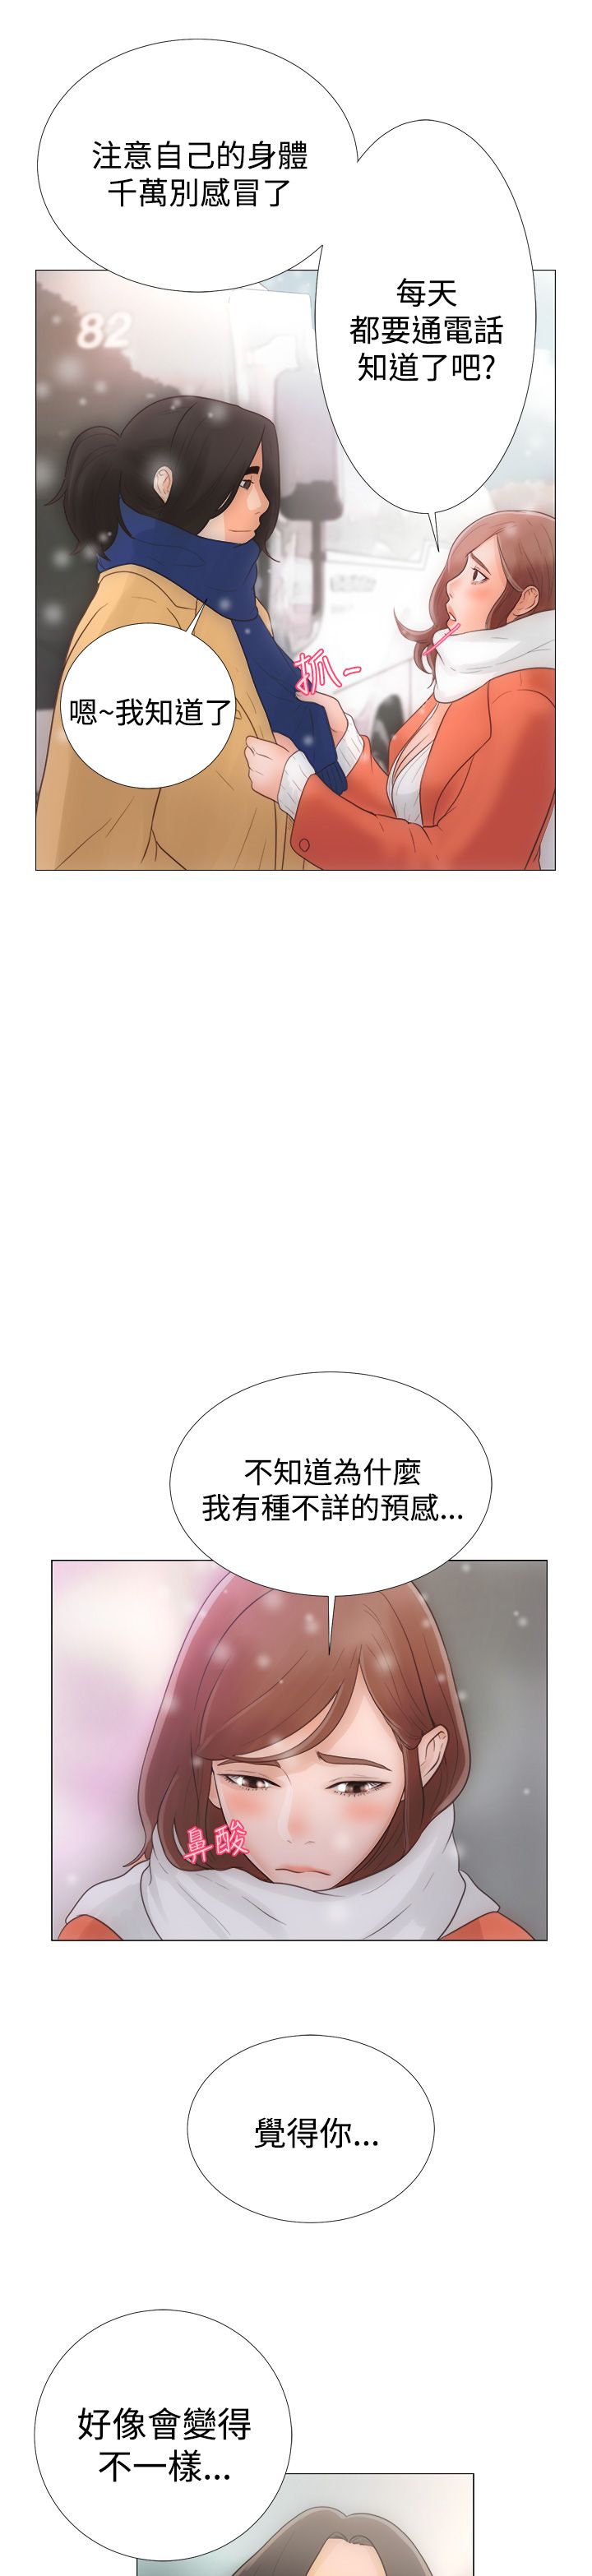 注意自己的身體
千萬別感冒了
每天
都要通電話
知道了吧?
82
抓~
嗯~我知道了
不知道為什麼
我有種不詳的預感...
鼻酸
覺得你...
好像會變得
不一樣...